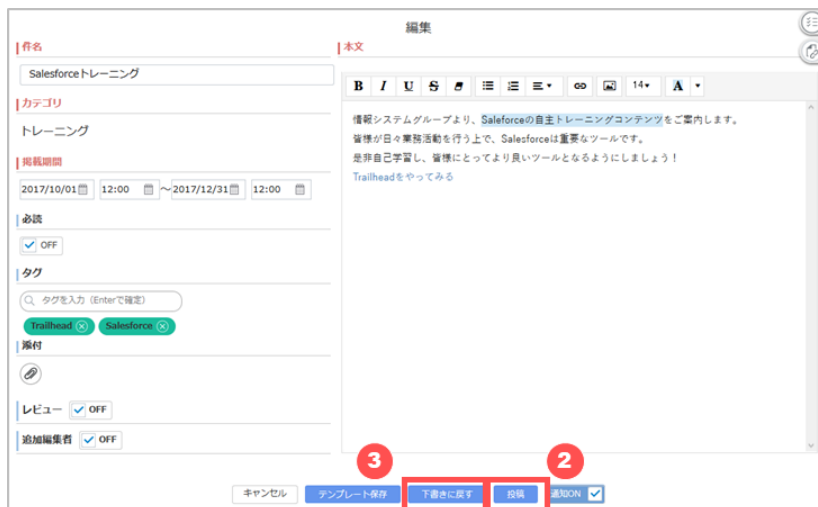 編集
件名
Salesforceトレーニング
カテゴリ
トレーニング
掲載期間
2017/10/01 12:00 ～2017/12/31 12:00
必読
OFF
タグ
タグを入力（Enterで確定）
Trailhead Salesforce
添付
レビュー OFF
追加編集者 OFF
本文
B I U S 14 A
情報システムグループより、Saleforceの自主トレーニングコンテンツをご案内します。
皆様が日々業務活動を行う上で、Salesforceは重要なツールです。
是非自己学習し、皆様にとってより良いツールとなるようにしましょう！
Trailheadをやってみる
3 2
キャンセル テンプレート保存 下書きに戻す 投稿 通知ON